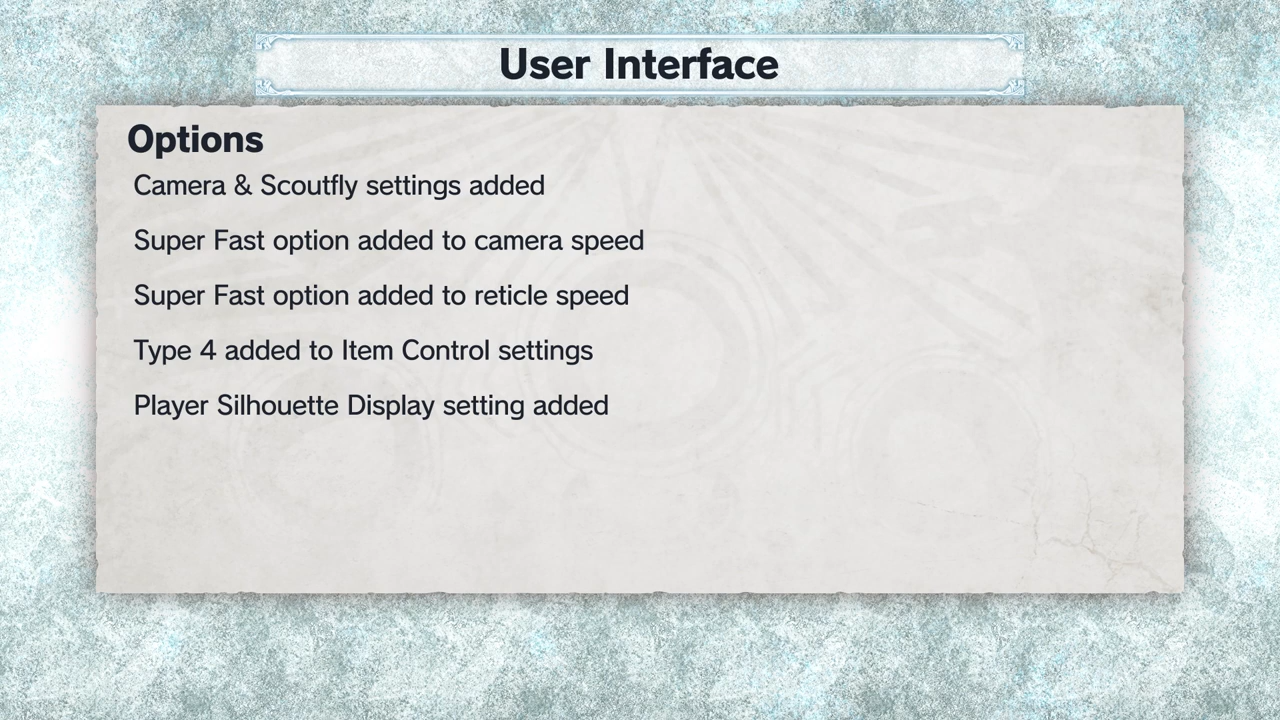 User Interface
Options
Camera & Scoutfly settings added
Super Fast option added to camera speed
Super Fast option added to reticle speed
Type 4 added to Item Control settings
Player Silhouette Display setting added